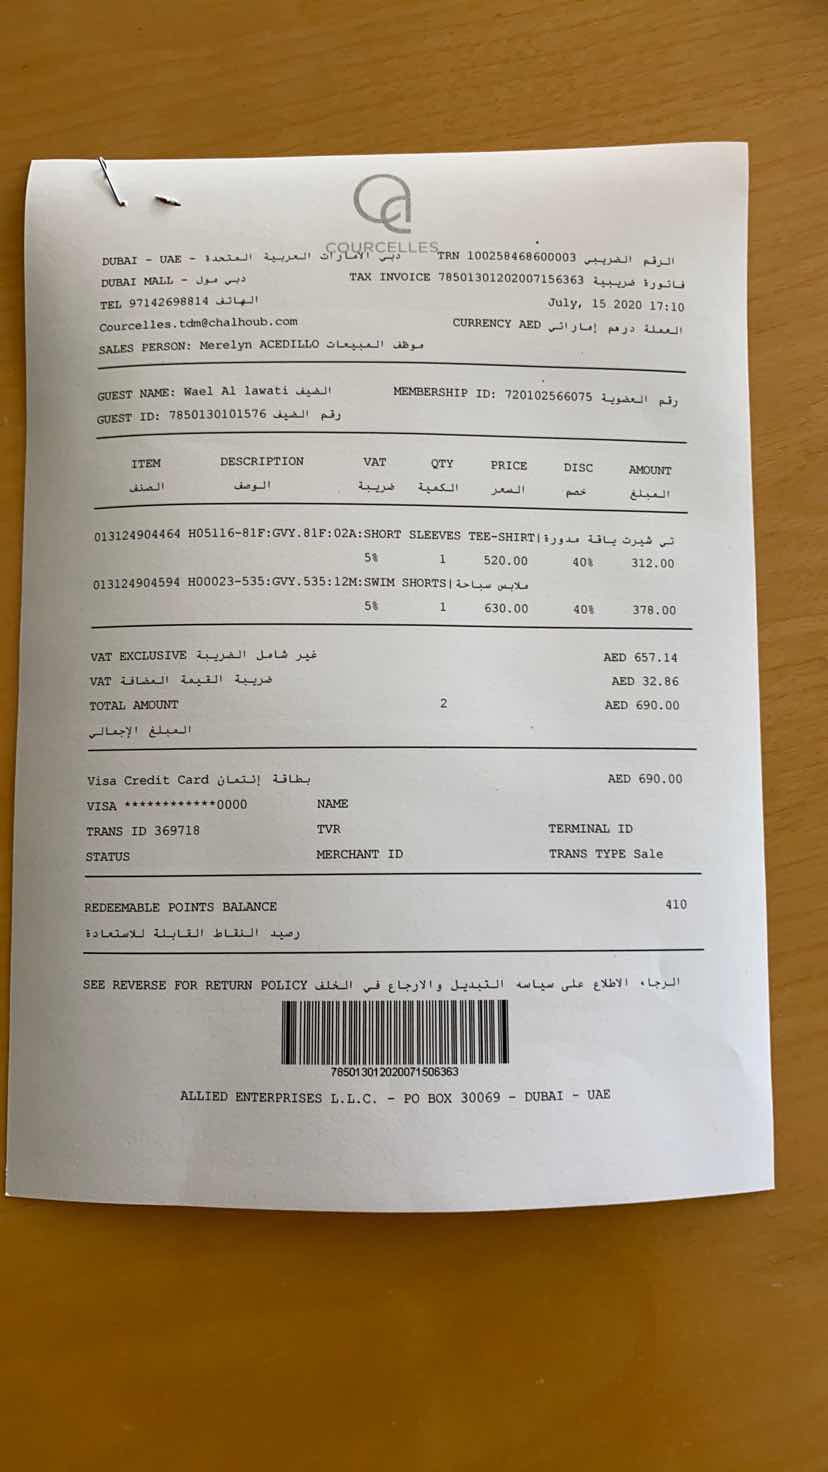 COURCELLES
DUBAI - UAE - دبي الامارات العربية المتحدة TRN 100258468600003 الرقم الضريبي
DUBAI MALL - دبي مول TAX INVOICE 78501301202007156363 فاتورة ضريبية
TEL 97142698814 الهاتف July, 15 2020 17:10
Courcelles.tdm@chalhoub.com CURRENCY AED العملة درهم إماراتي
SALES PERSON: Merelyn ACEDILLO موظف المبيعات
GUEST NAME: Wael Al lawati الضيف MEMBERSHIP ID: 720102566075 رقم العضوية
GUEST ID: 7850130101576 رقم الضيف
ITEM DESCRIPTION VAT QTY PRICE DISC AMOUNT
الصنف الوصف ضريبة الكمية السعر خصم المبلغ
013124904464 H05116-81F:GVY.81F:02A:SHORT SLEEVES TEE-SHIRT|تي شيرت ياقة مدورة
5% 1 520.00 40% 312.00
013124904594 H00023-535:GVY.535:12M:SWIM SHORTS|ملابس سباحة
5% 1 630.00 40% 378.00
VAT EXCLUSIVE غير شامل الضريبة AED 657.14
VAT ضريبة القيمة المضافة AED 32.86
TOTAL AMOUNT 2 AED 690.00
المبلغ الإجمالي
Visa Credit Card بطاقة إئتمان AED 690.00
VISA ************0000 NAME
TRANS ID 369718 TVR TERMINAL ID
STATUS MERCHANT ID TRANS TYPE Sale
REDEEMABLE POINTS BALANCE 410
رصيد النقاط القابلة للاستعادة
SEE REVERSE FOR RETURN POLICY الرجاء الاطلاع على سياسه التبديل والارجاع في الخلف
785013012020071506363
ALLIED ENTERPRISES L.L.C. - PO BOX 30069 - DUBAI - UAE